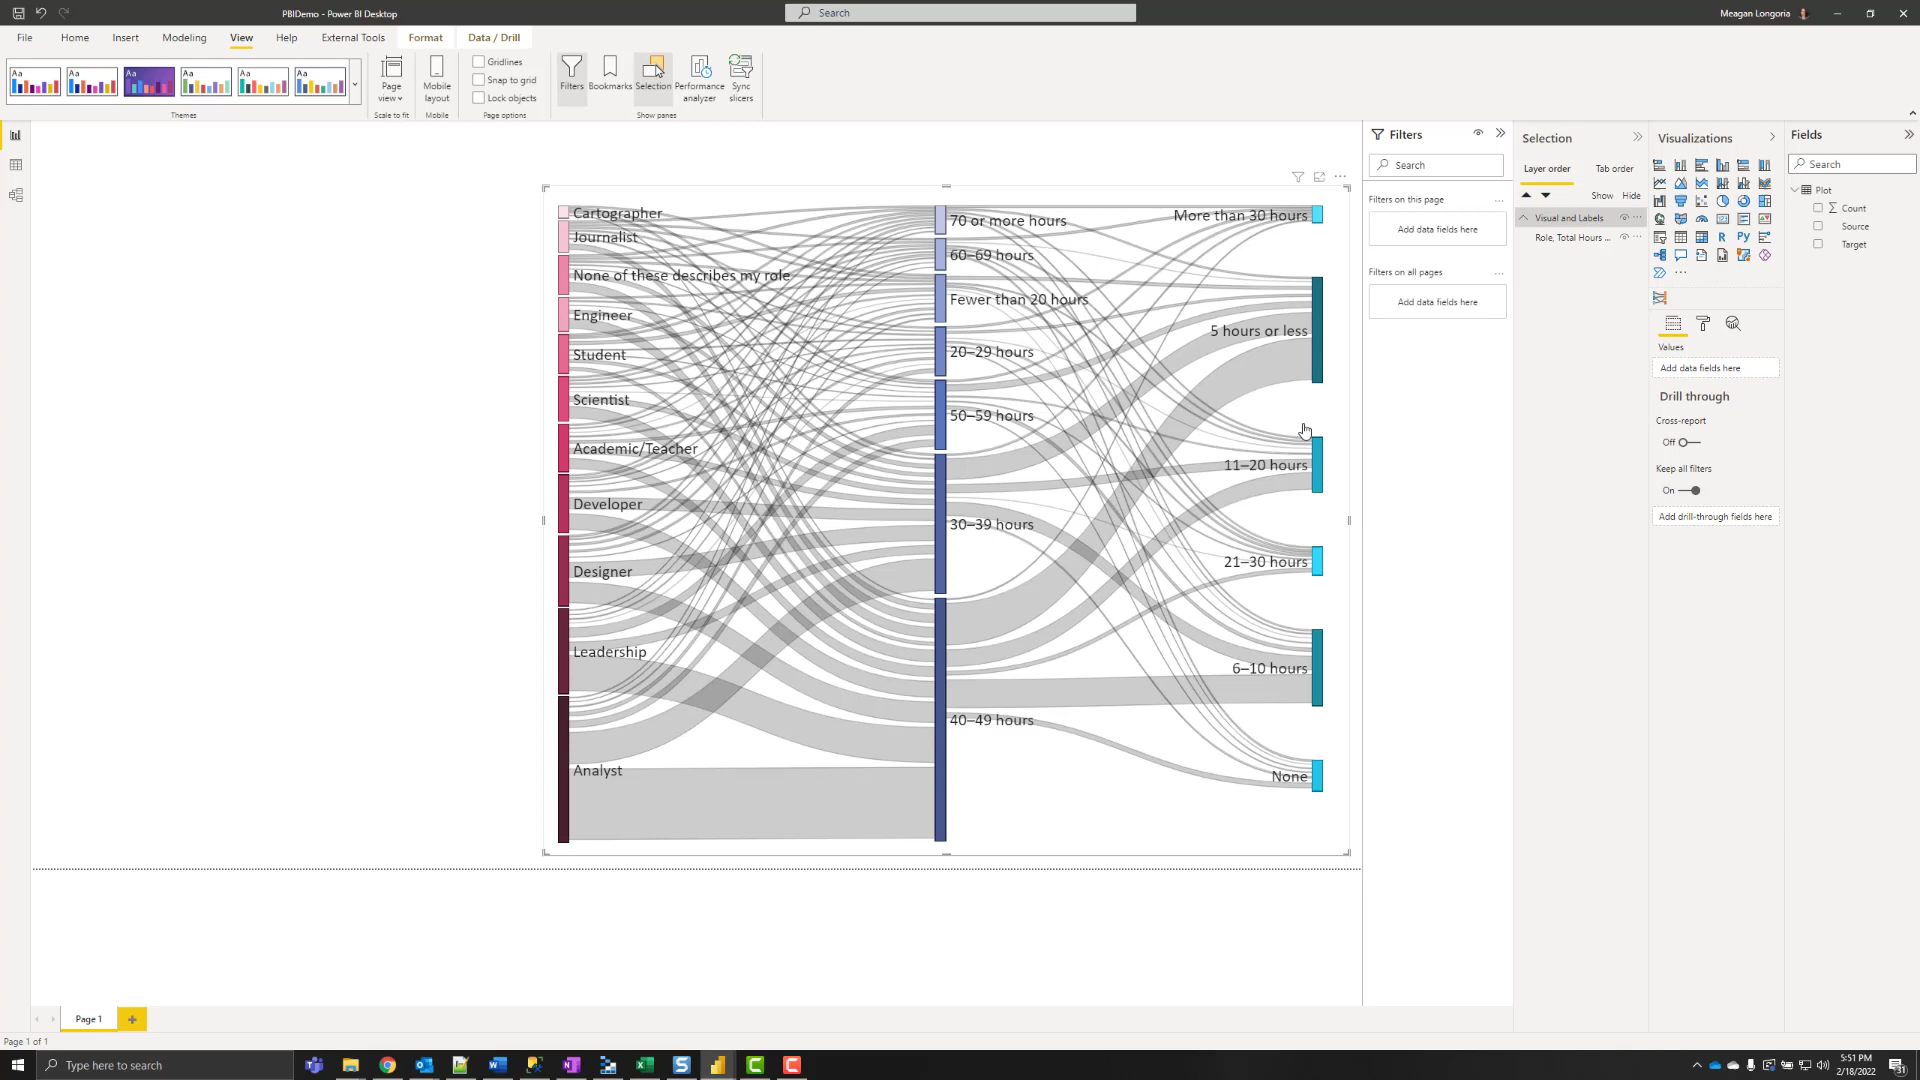 PBIDemo - Power BI Desktop
Search
Meagan Longoria
File Home Insert Modeling View Help External Tools Format Data / Drill
Aa Aa Aa Aa Aa Aa
Page view
Mobile layout
Gridlines
Snap to grid
Lock objects
Filters Bookmarks Selection Performance analyzer Sync slicers
Themes Scale to fit Mobile Page options Show panes
Cartographer
Journalist
None of these describes my role
Engineer
Student
Scientist
Academic/Teacher
Developer
Designer
Leadership
Analyst
70 or more hours
60–69 hours
Fewer than 20 hours
20–29 hours
50–59 hours
30–39 hours
40–49 hours
More than 30 hours
5 hours or less
11–20 hours
21–30 hours
6–10 hours
None
Filters
Search
Filters on this page
Add data fields here
Filters on all pages
Add data fields here
Selection
Layer order Tab order
Show Hide
Visual and Labels
Role, Total Hours ...
Visualizations
R Py
Values
Add data fields here
Drill through
Cross-report
Off
Keep all filters
On
Add drill-through fields here
Fields
Search
Plot
Σ Count
Source
Target
Page 1
Page 1 of 1
Type here to search
5:51 PM
2/18/2022
31